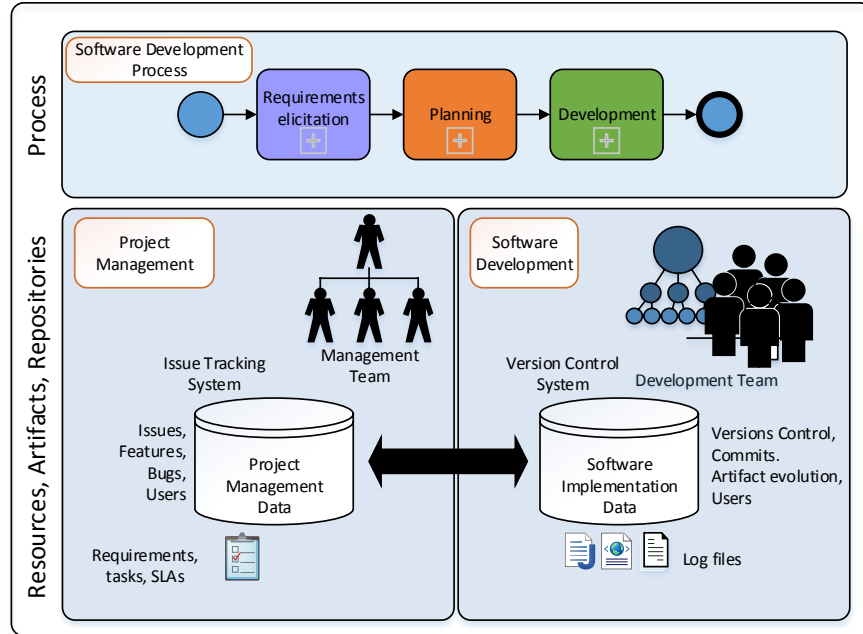 Process
Software Development
Process
Requirements
elicitation
Planning
Development
Resources, Artifacts, Repositories
Project
Management
Management
Team
Issue Tracking
System
Issues,
Features,
Bugs,
Users
Project
Management
Data
Requirements,
tasks, SLAs
Software
Development
Development Team
Version Control
System
Software
Implementation
Data
Versions Control,
Commits.
Artifact evolution,
Users
Log files